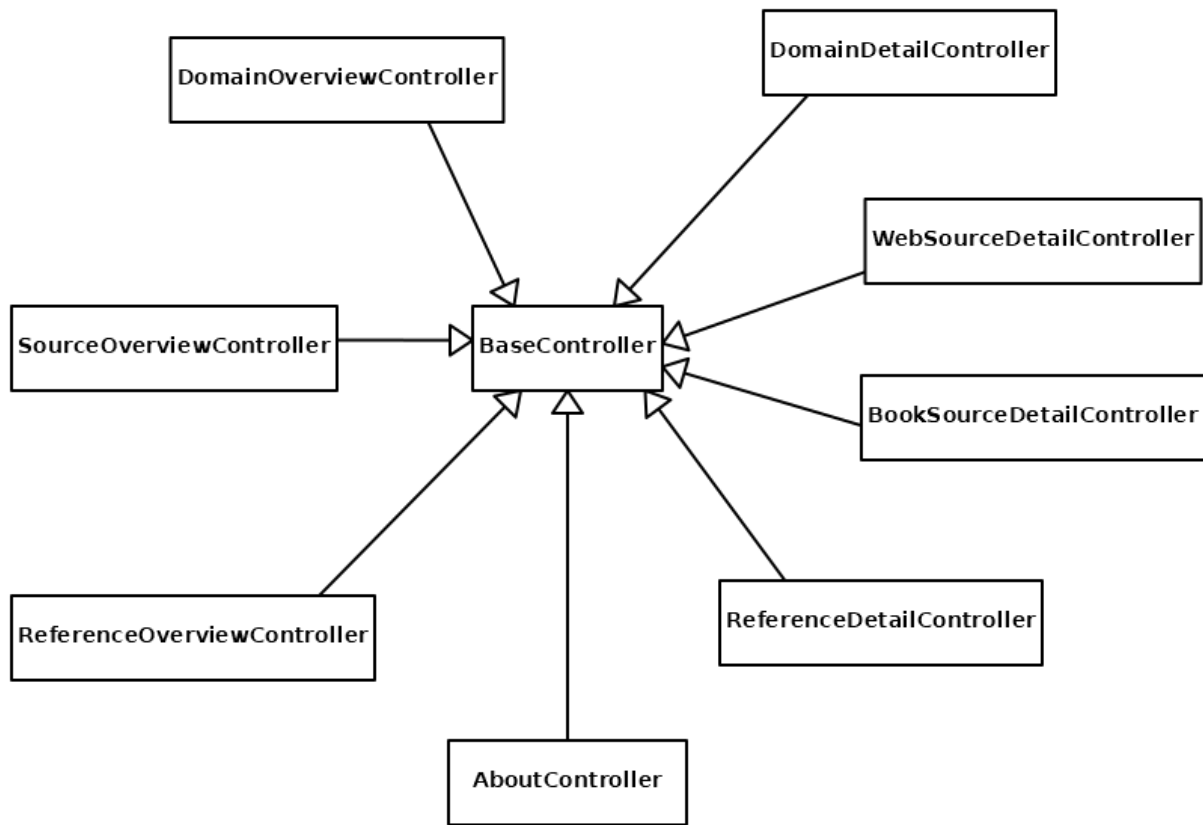 DomainDetailController
DomainOverviewController
WebSourceDetailController
SourceOverviewController
BaseController
BookSourceDetailController
ReferenceDetailController
ReferenceOverviewController
AboutController